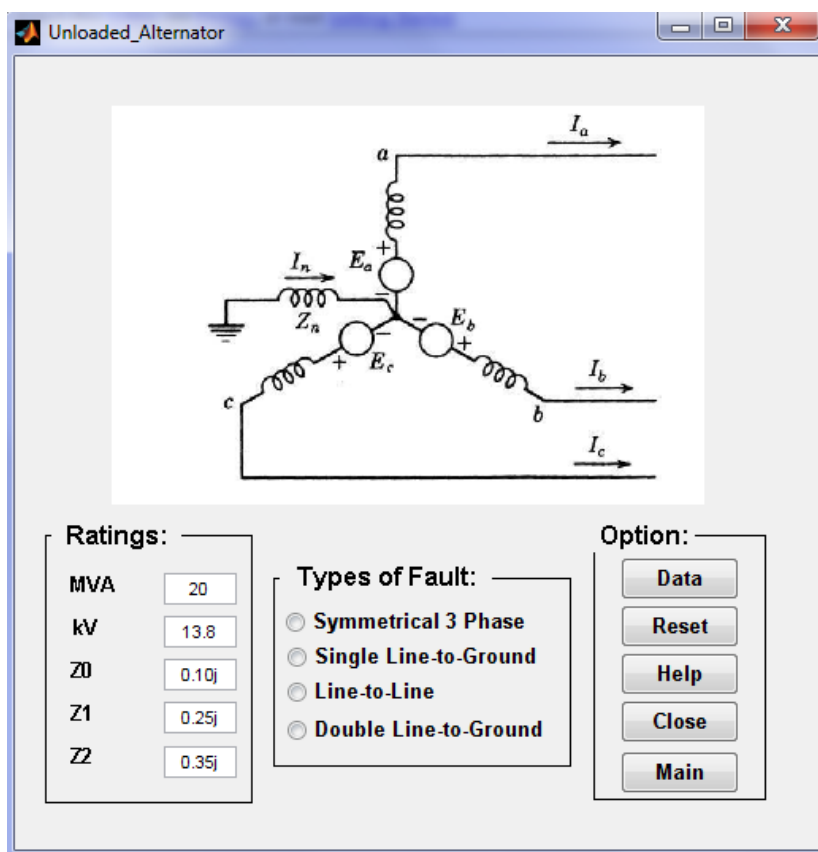 Unloaded_Alternator
Ia
a
In
Ea
+
−
Zn
−
Eb
+
−
Ec
+
Ib
c
b
Ic
Ratings:
MVA 20
kV 13.8
Z0 0.10j
Z1 0.25j
Z2 0.35j
Types of Fault:
Symmetrical 3 Phase
Single Line-to-Ground
Line-to-Line
Double Line-to-Ground
Option:
Data
Reset
Help
Close
Main